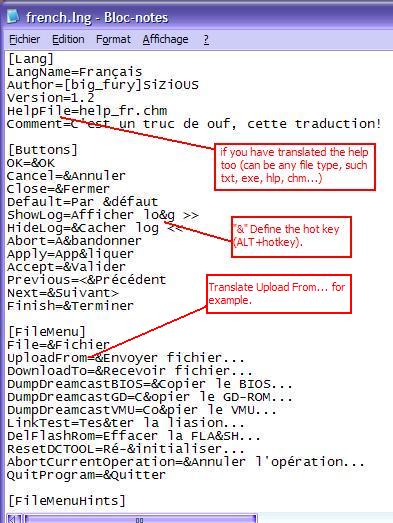 french.lng - Bloc-notes
Fichier Edition Format Affichage ?
[Lang]
LangName=Français
Author=[big_fury]SiZiOUS
Version=1.2
HelpFile=help_fr.chm
Comment=C'est un truc de ouf, cette traduction!
[Buttons]
OK=&OK
Cancel=&Annuler
Close=&Fermer
Default=Par &défaut
ShowLog=Afficher lo&g >>
HideLog=&Cacher log <<
Abort=A&bandonner
Apply=App&liquer
Accept=&Valider
Previous=<&Précédent
Next=&Suivant>
Finish=&Terminer
if you have translated the help
too (can be any file type, such
txt, exe, hlp, chm...)
"&" Define the hot key
(ALT+hotkey).
Translate Upload From... for
example.
[FileMenu]
File=&Fichier
UploadFrom=&Envoyer fichier...
DownloadTo=&Recevoir fichier...
DumpDreamcastBIOS=&Copier le BIOS...
DumpDreamcastGD=C&opier le GD-ROM...
DumpDreamcastVMU=Co&pier le VMU...
LinkTest=Tes&ter la liasion...
DelFlashRom=Effacer la FLA&SH...
ResetDCTOOL=Ré-&initialiser...
AbortCurrentOperation=&Annuler l'opération...
QuitProgram=&Quitter
[FileMenuHints]